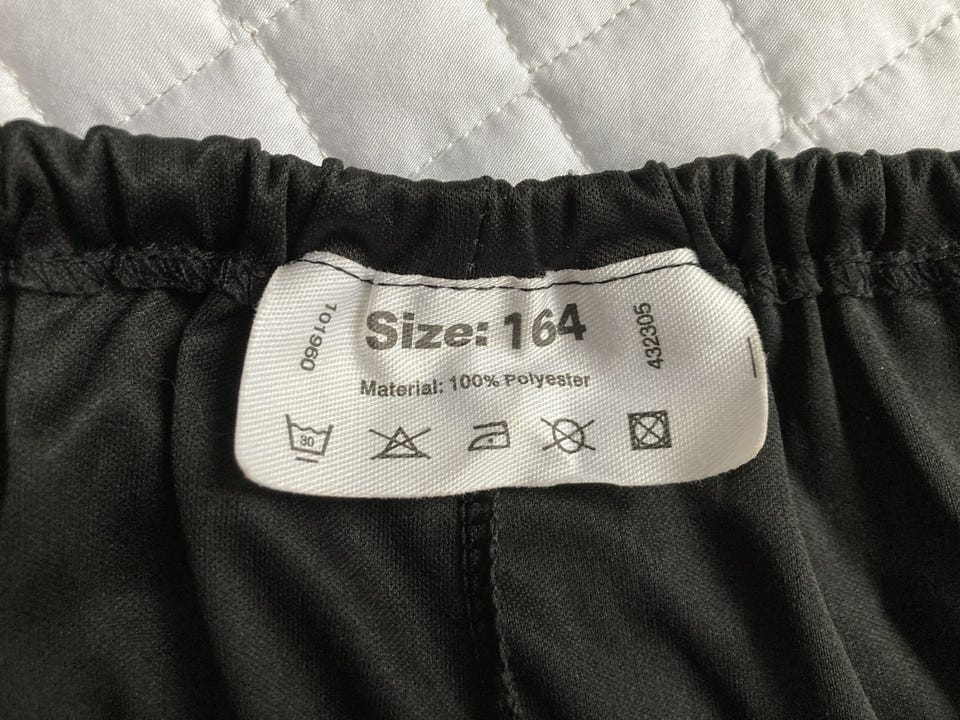 101960
Size: 164
432305
Material: 100% Polyester
30